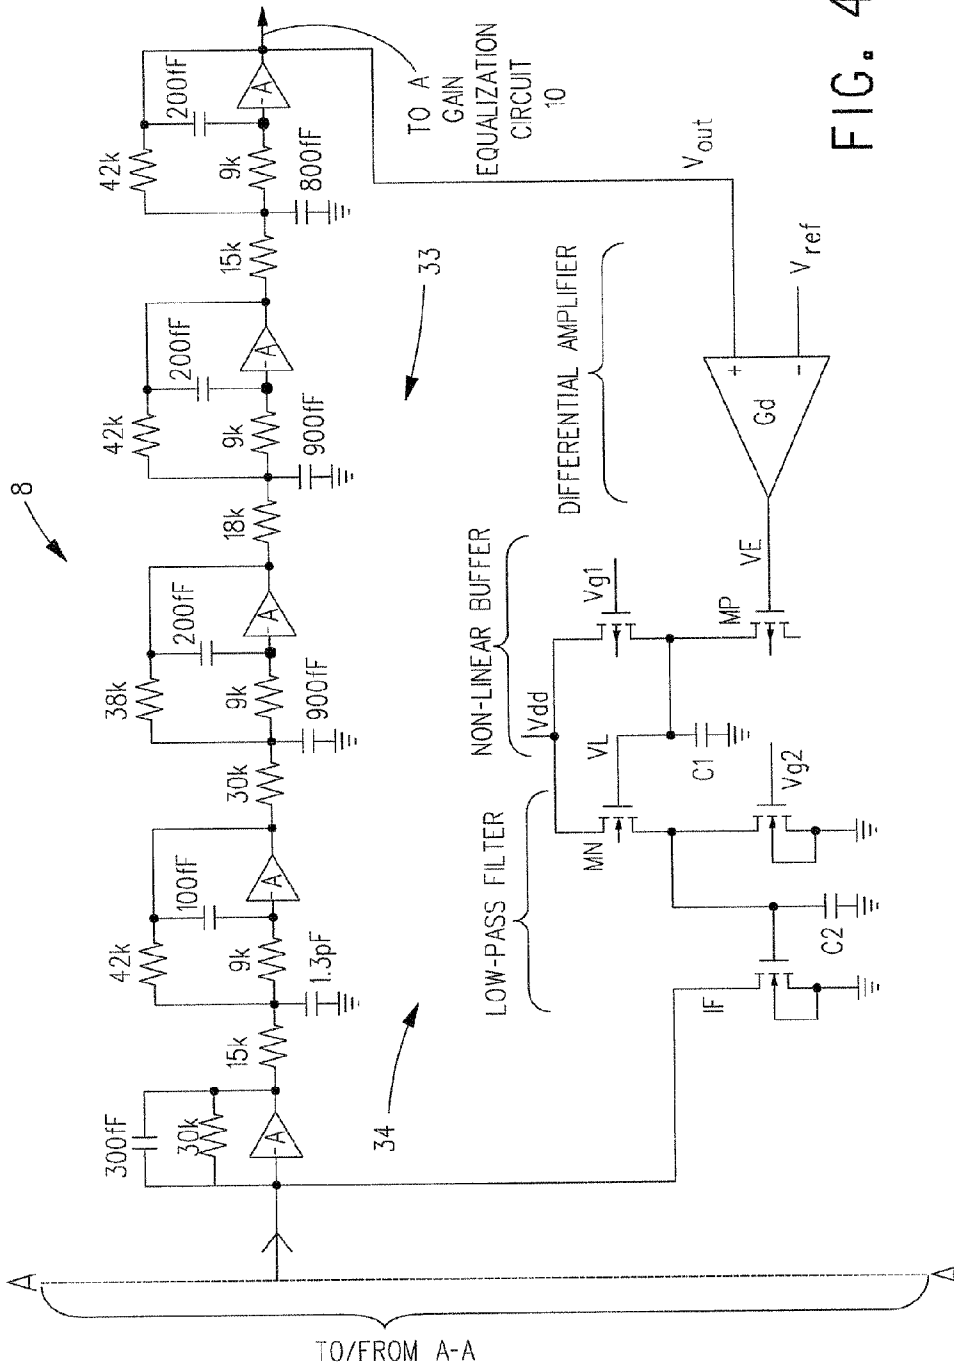 8
300fF
30k
-A
15k
42k
100fF
9k
1.3pF
-A
30k
38k
200fF
9k
900fF
-A
18k
42k
200fF
9k
900fF
-A
15k
42k
200fF
9k
800fF
-A
TO A
GAIN
EQUALIZATION
CIRCUIT
10
34
33
LOW-PASS FILTER
NON-LINEAR BUFFER
DIFFERENTIAL AMPLIFIER
Vdd
MN
VL
Vg1
C1
MP
VE
Gd
+
-
Vout
Vref
IF
C2
Vg2
TO/FROM A-A
A
A
FIG. 4